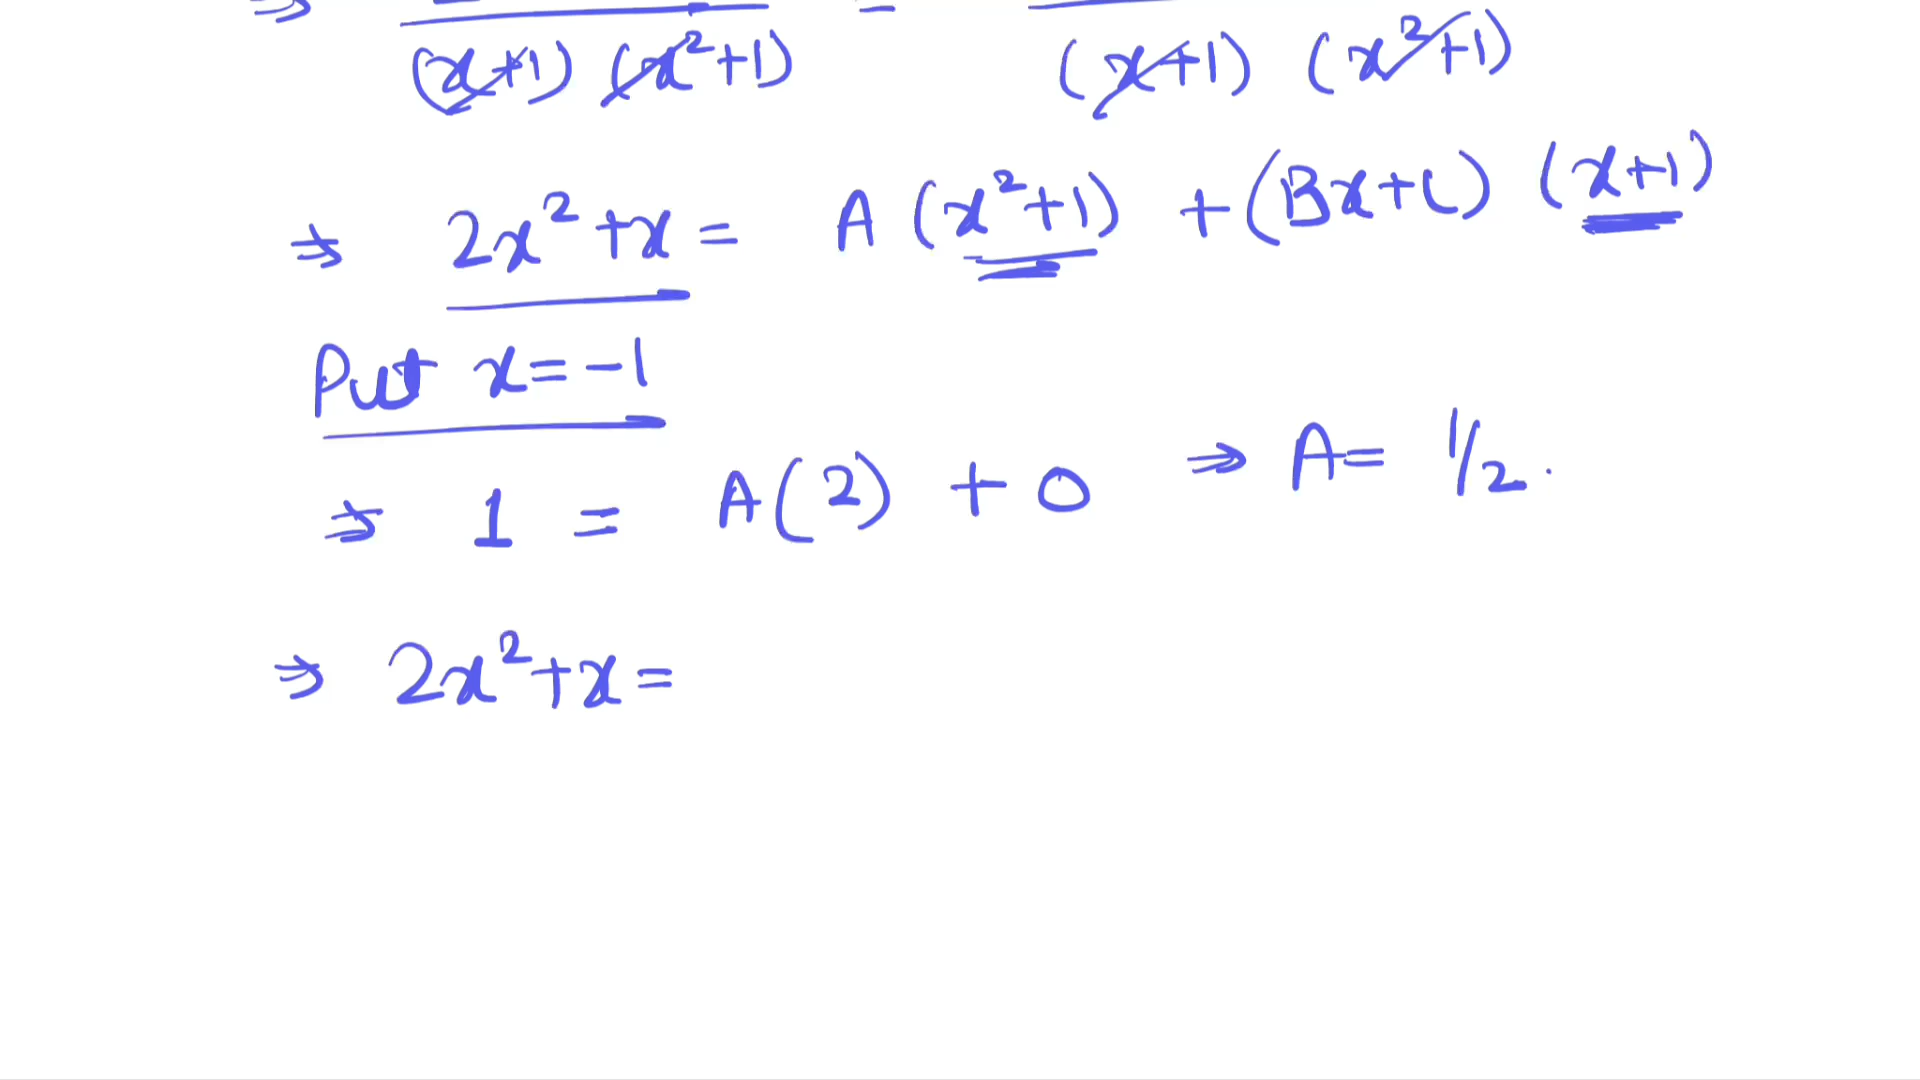 ⇒ =
(x+1) (x²+1) (x+1) (x²+1)
⇒ 2x²+x = A (x²+1) + (Bx+C) (x+1)
Put x=-1
⇒ 1 = A(2) + 0 ⇒ A= 1/2.
⇒ 2x²+x=